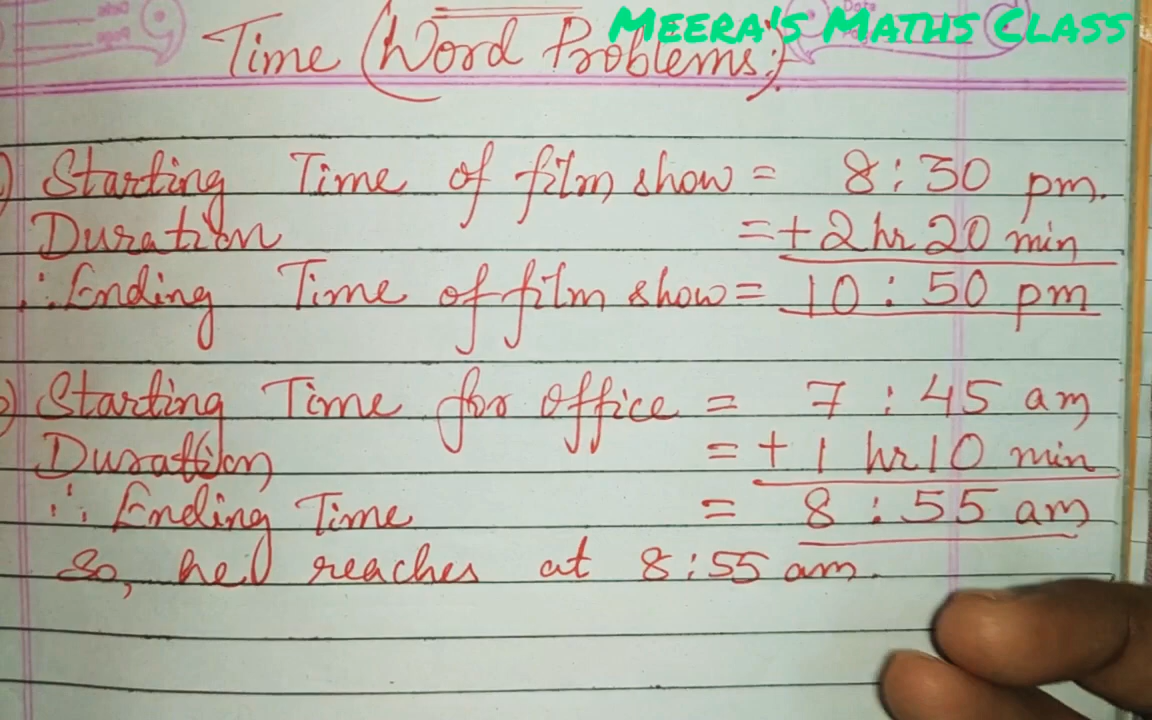 MEERA'S MATHS CLASS
Time (Word Problems):
Starting Time of film show = 8:30 pm.
Duration = + 2 hr 20 min
∴ Ending Time of film show = 10:50 pm
Starting Time for office = 7:45 am
Duration = + 1 hr 10 min
∴ Ending Time = 8:55 am
So, he reaches at 8:55 am.